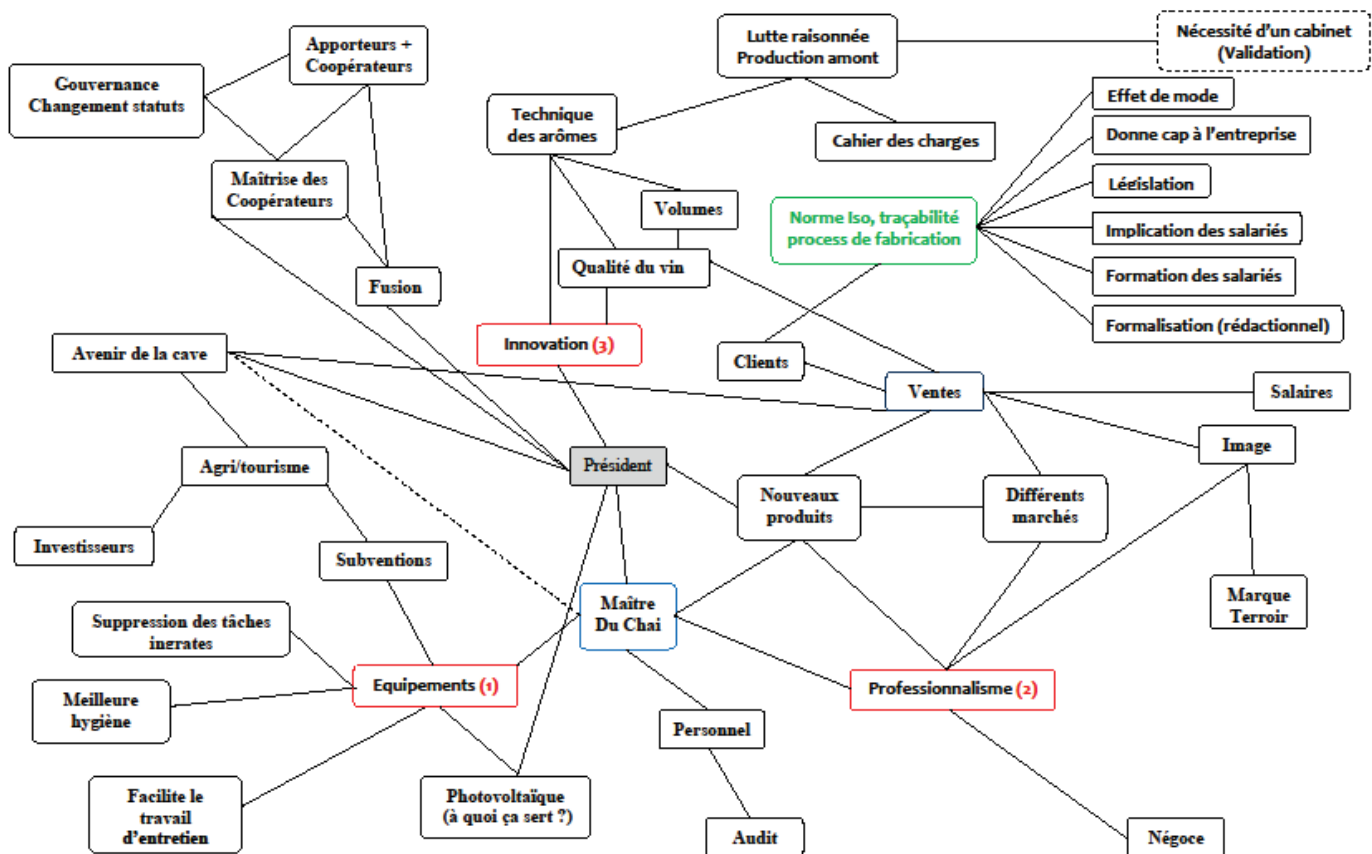 Lutte raisonnée
Production amont
Nécessité d'un cabinet
(Validation)
Apporteurs +
Coopérateurs
Gouvernance
Changement statuts
Effet de mode
Technique
des arômes
Donne cap à l'entreprise
Cahier des charges
Maîtrise des
Coopérateurs
Législation
Volumes
Norme Iso, traçabilité
process de fabrication
Implication des salariés
Qualité du vin
Formation des salariés
Fusion
Formalisation (rédactionnel)
Innovation (3)
Avenir de la cave
Clients
Ventes
Salaires
Image
Agri/tourisme
Président
Nouveaux
produits
Différents
marchés
Investisseurs
Subventions
Maître
Du Chai
Marque
Terroir
Suppression des tâches
ingrates
Equipements (1)
Professionnalisme (2)
Meilleure
hygiène
Personnel
Facilite le
travail
d'entretien
Photovoltaïque
(à quoi ça sert ?)
Audit
Négoce